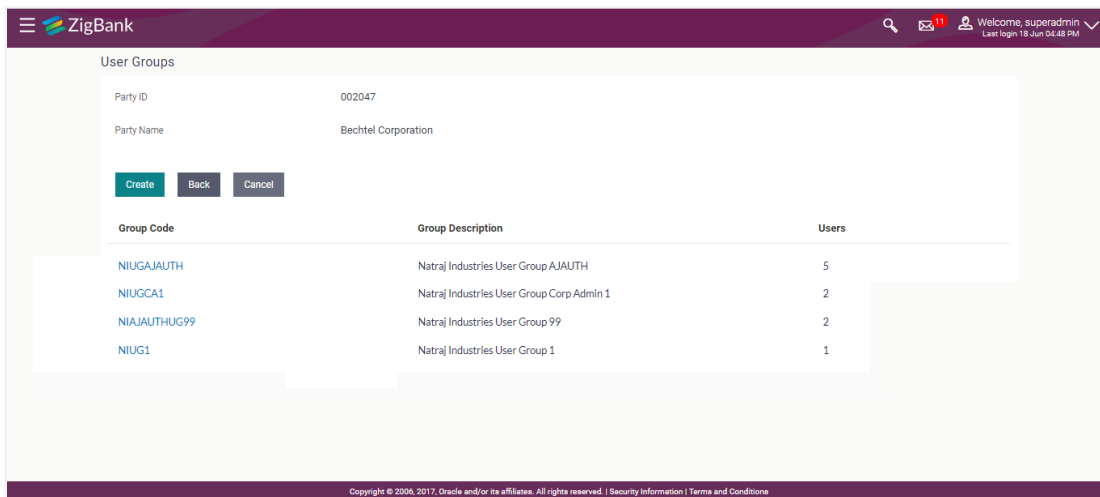 ZigBank
11
Welcome, superadmin
Last login 18 Jun 04:48 PM
User Groups
Party ID 002047
Party Name Bechtel Corporation
Create Back Cancel
Group Code Group Description Users
NIUGAJAUTH Natraj Industries User Group AJAUTH 5
NIUGCA1 Natraj Industries User Group Corp Admin 1 2
NIAJAUTHUG99 Natraj Industries User Group 99 2
NIUG1 Natraj Industries User Group 1 1
Copyright © 2006, 2017, Oracle and/or its affiliates. All rights reserved. | Security Information | Terms and Conditions